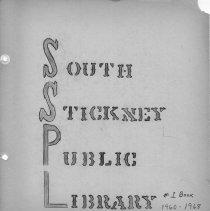 SOUTH
STICKNEY
PUBLIC
LIBRARY
# 1 Book
1960-1968